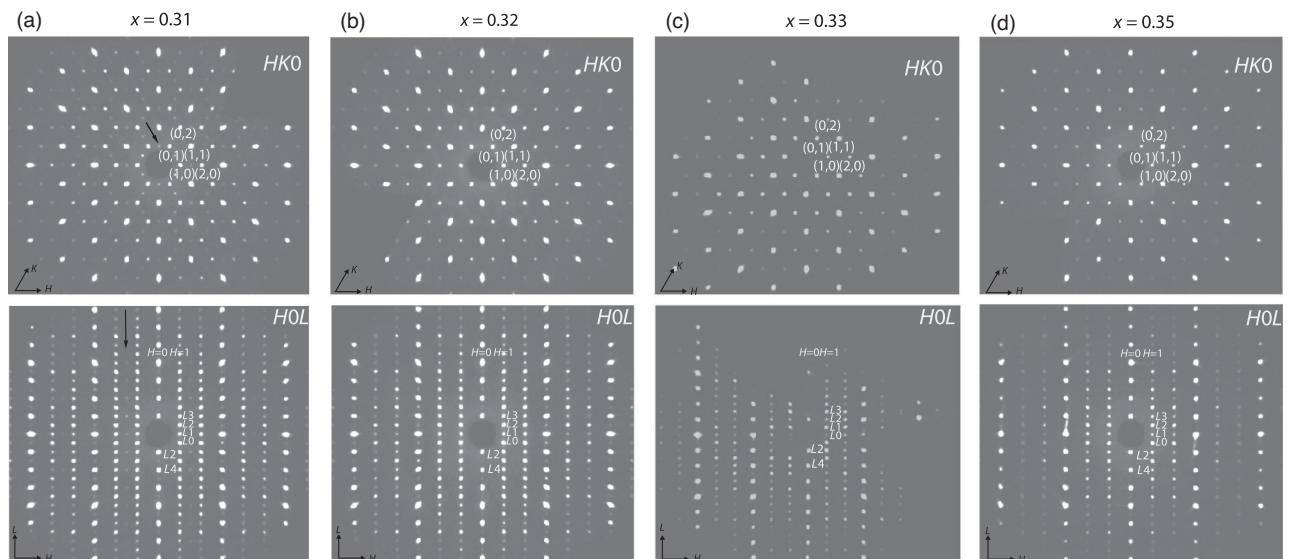 (a) x = 0.31
(b) x = 0.32
(c) x = 0.33
(d) x = 0.35
HK0
(0,2)
(0,1)(1,1)
(1,0)(2,0)
K
H
HK0
(0,2)
(0,1)(1,1)
(1,0)(2,0)
K
H
HK0
(0,2)
(0,1)(1,1)
(1,0)(2,0)
K
H
HK0
(0,2)
(0,1)(1,1)
(1,0)(2,0)
K
H
H0L
H=0 H=1
L3
L2
L1
L0
L2
L4
L
H
H0L
H=0 H=1
L3
L2
L1
L0
L2
L4
L
H
H0L
H=0H=1
L3
L2
L1
L0
L2
L4
L
H
H0L
H=0 H=1
L3
L2
L1
L0
L2
L4
L
H